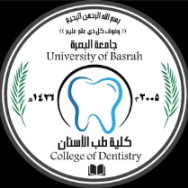 بسم الله الرحمن الرحيم
(( وفوق كل ذي علم عليم ))
جامعة البصرة
University of Basrah
١٤٢٦هـ
٢٠٠٥م
كلية طب الأسنان
College of Dentistry